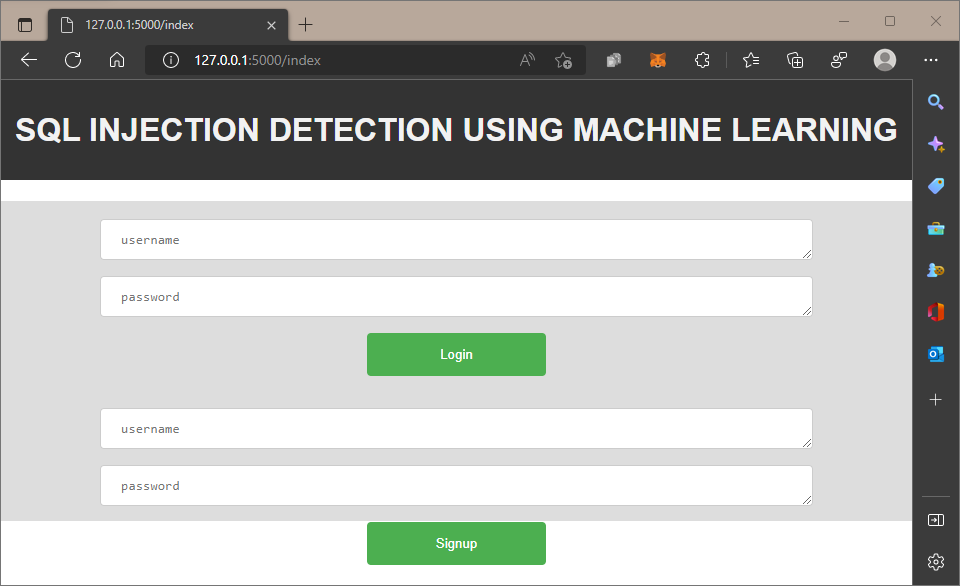 127.0.0.1:5000/index
127.0.0.1:5000/index
SQL INJECTION DETECTION USING MACHINE LEARNING
username
password
Login
username
password
Signup